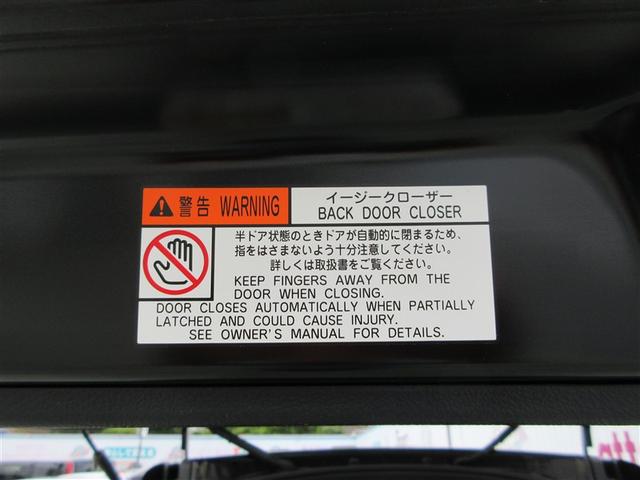 警告 WARNING
イージークローザー
BACK DOOR CLOSER
半ドア状態のときドアが自動的に閉まるため、
指をはさまないよう十分注意してください。
詳しくは取扱書をご覧ください。
KEEP FINGERS AWAY FROM THE
DOOR WHEN CLOSING.
DOOR CLOSES AUTOMATICALLY WHEN PARTIALLY
LATCHED AND COULD CAUSE INJURY.
SEE OWNER'S MANUAL FOR DETAILS.